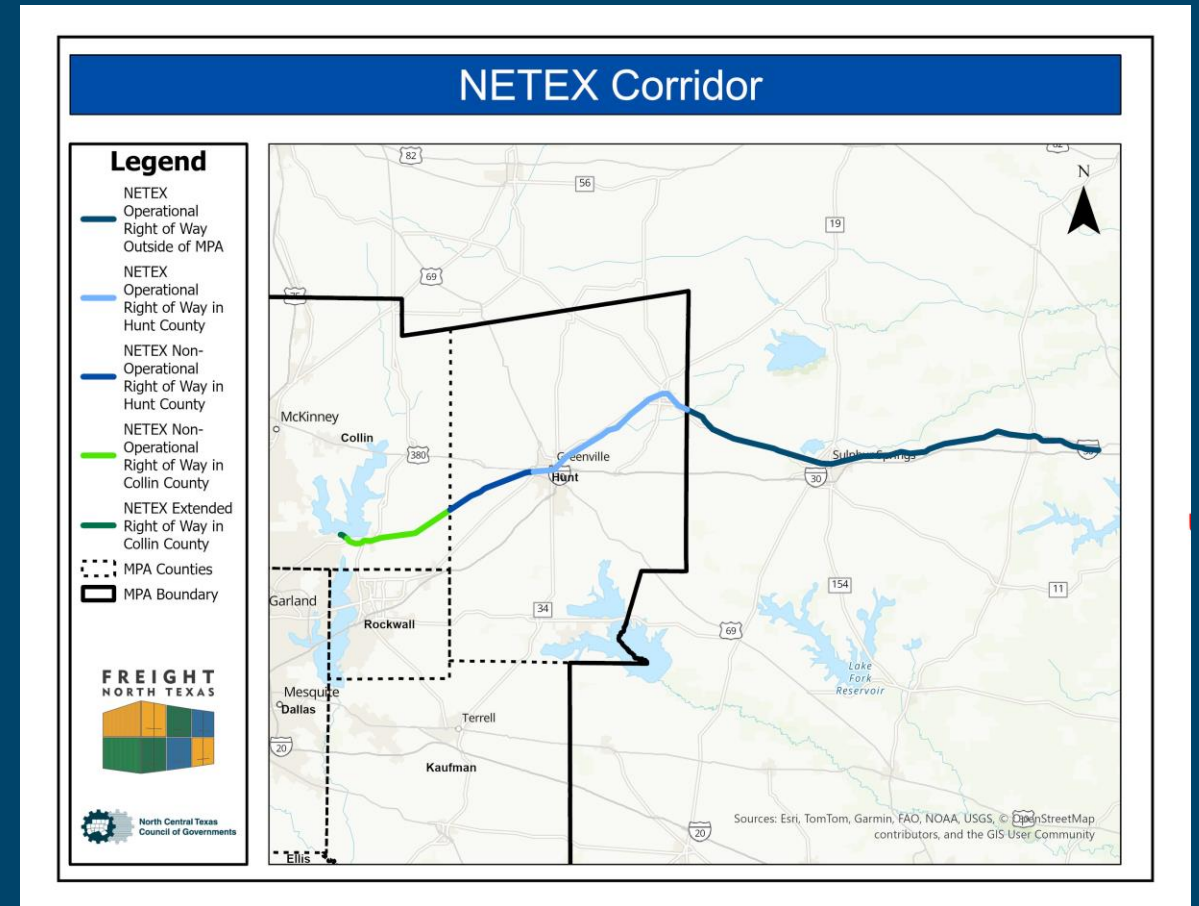 NETEX Corridor
Legend
NETEX
Operational
Right of Way
Outside of MPA
NETEX
Operational
Right of Way in
Hunt County
NETEX Non-
Operational
Right of Way in
Hunt County
NETEX Non-
Operational
Right of Way in
Collin County
NETEX Extended
Right of Way in
Collin County
MPA Counties
MPA Boundary
FREIGHT
NORTH TEXAS
North Central Texas
Council of Governments
82
56
N
19
69
McKinney
Collin
380
Greenville
Hunt
Sulphur Springs
30
30
Garland
Rockwall
34
154
11
69
Lake
Fork
Reservoir
Mesquite
Dallas
Terrell
20
Kaufman
20
Ellis
Sources: Esri, TomTom, Garmin, FAO, NOAA, USGS, © OpenStreetMap
contributors, and the GIS User Community